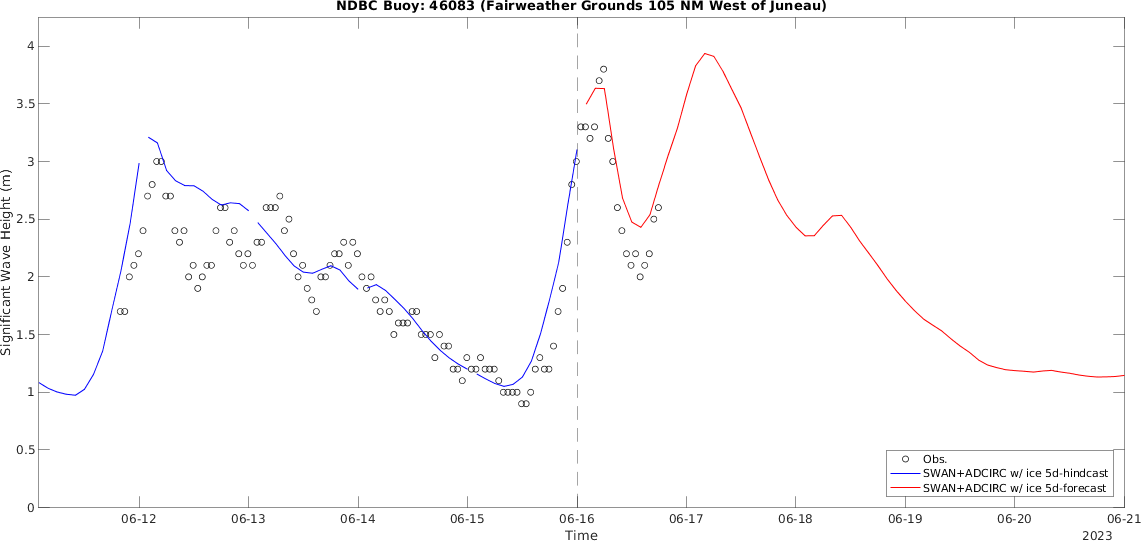 NDBC Buoy: 46083 (Fairweather Grounds 105 NM West of Juneau)
Significant Wave Height (m)
4
3.5
3
2.5
2
1.5
1
0.5
0
Obs.
SWAN+ADCIRC w/ ice 5d-hindcast
SWAN+ADCIRC w/ ice 5d-forecast
06-12 06-13 06-14 06-15 06-16 06-17 06-18 06-19 06-20 06-21
Time
2023